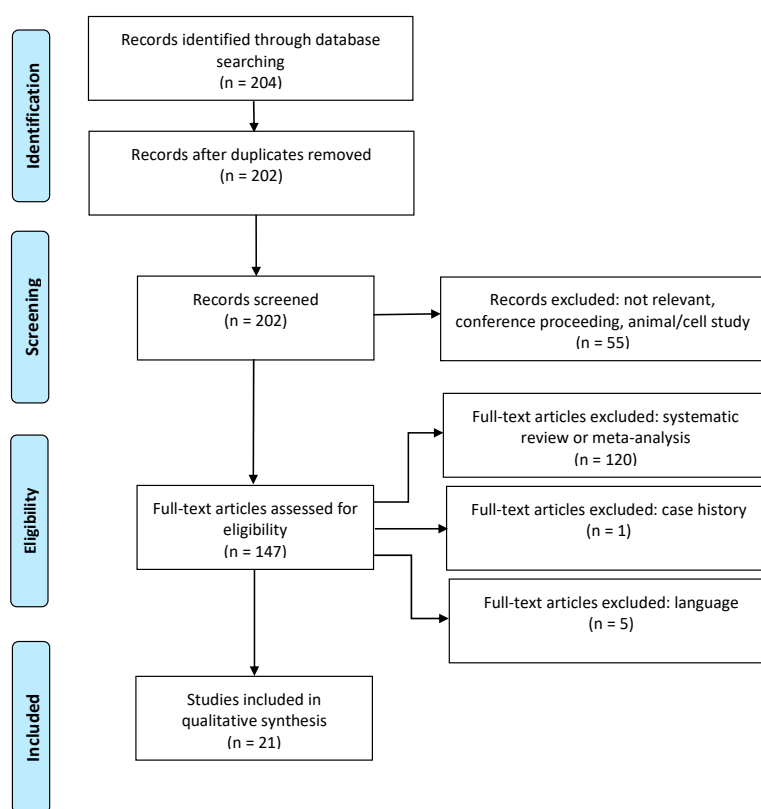 Identification
Records identified through database
searching
(n = 204)
Records after duplicates removed
(n = 202)
Screening
Records screened
(n = 202)
Records excluded: not relevant,
conference proceeding, animal/cell study
(n = 55)
Eligibility
Full-text articles assessed for
eligibility
(n = 147)
Full-text articles excluded: systematic
review or meta-analysis
(n = 120)
Full-text articles excluded: case history
(n = 1)
Full-text articles excluded: language
(n = 5)
Included
Studies included in
qualitative synthesis
(n = 21)